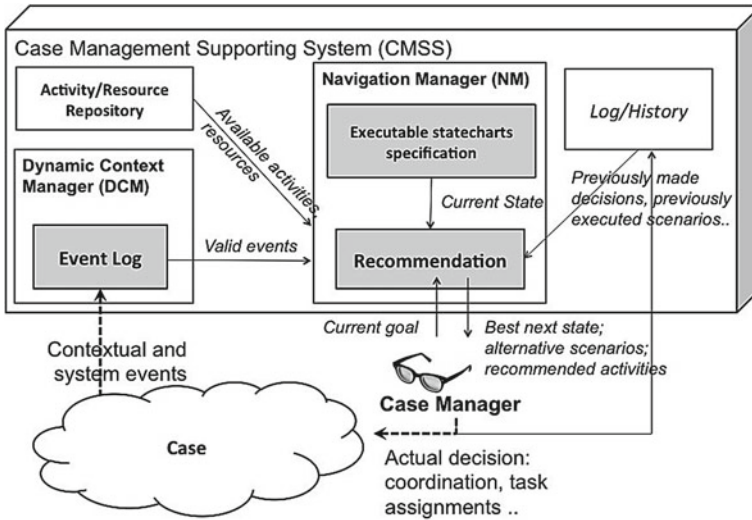 Case Management Supporting System (CMSS)
Activity/Resource
Repository
Available activities,
resources
Navigation Manager (NM)
Executable statecharts
specification
Log/History
Dynamic Context
Manager (DCM)
Event Log
Valid events
Current State
Recommendation
Previously made
decisions, previously
executed scenarios..
Current goal
Best next state;
alternative scenarios;
recommended activities
Contextual and
system events
Case Manager
Case
Actual decision:
coordination, task
assignments ..